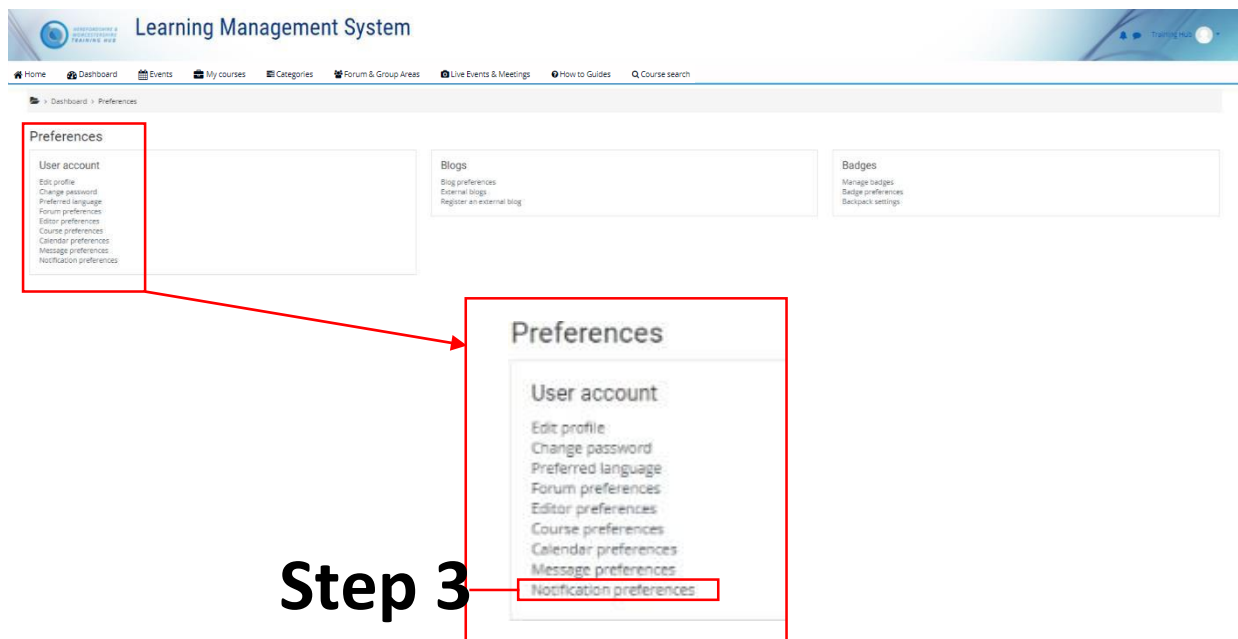 HEREFORDSHIRE &
WORCESTERSHIRE
TRAINING HUB
Learning Management System
Training Hub
Home Dashboard Events My courses Categories Forum & Group Areas Live Events & Meetings How to Guides Course search
> Dashboard > Preferences
Preferences
User account
Edit profile
Change password
Preferred language
Forum preferences
Editor preferences
Course preferences
Calendar preferences
Message preferences
Notification preferences
Blogs
Blog preferences
External blogs
Register an external blog
Badges
Manage badges
Badge preferences
Backpack settings
Preferences
User account
Edit profile
Change password
Preferred language
Forum preferences
Editor preferences
Course preferences
Calendar preferences
Message preferences
Notification preferences
Step 3